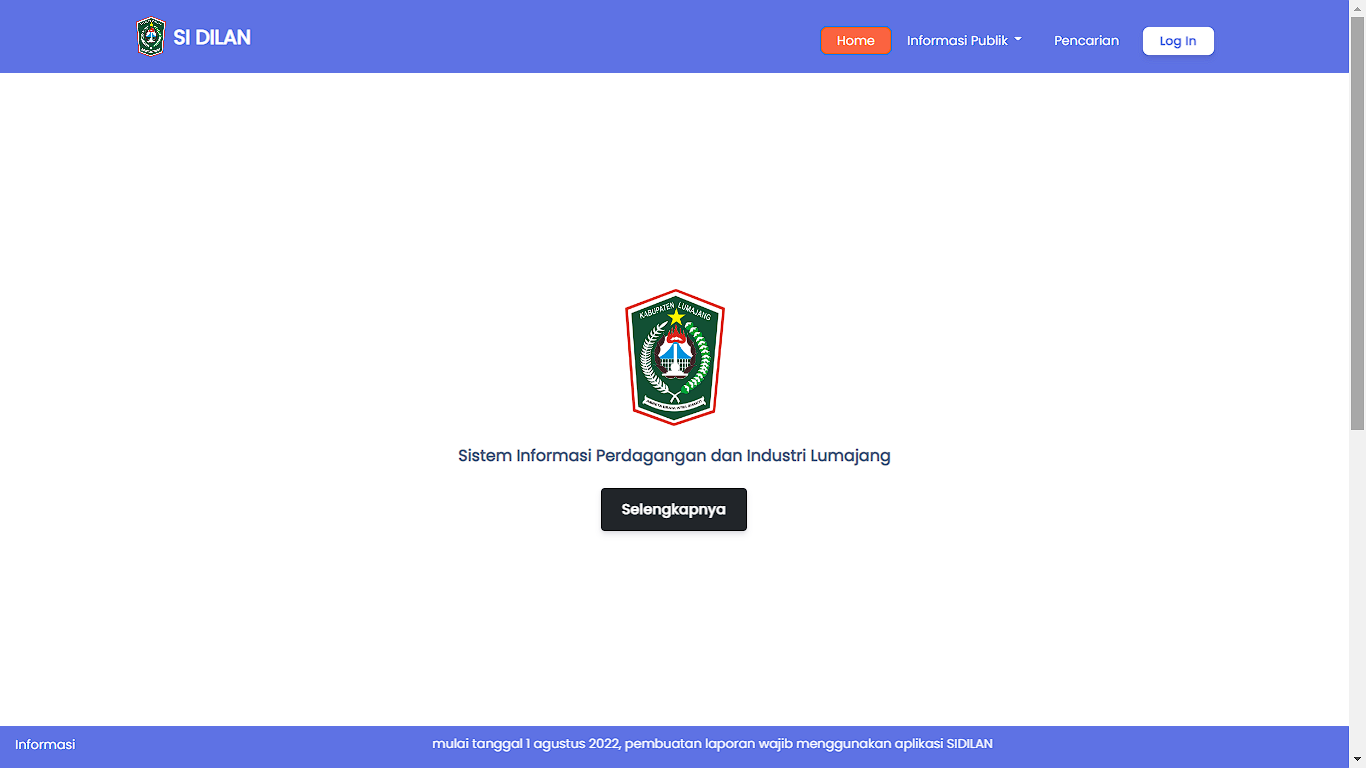 SI DILAN
Home
Informasi Publik
Pencarian
Log In
KABUPATEN LUMAJANG
Sistem Informasi Perdagangan dan Industri Lumajang
Selengkapnya
Informasi
mulai tanggal 1 agustus 2022, pembuatan laporan wajib menggunakan aplikasi SIDILAN